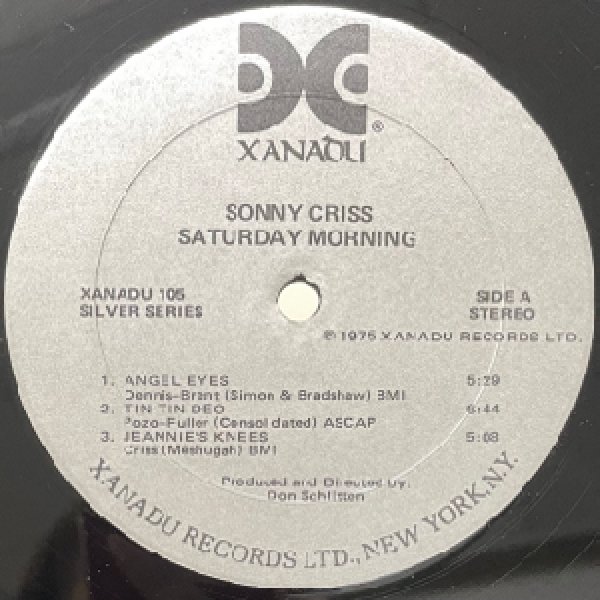 XANADU
®
SONNY CRISS
SATURDAY MORNING
XANADU 105 SIDE A
SILVER SERIES STEREO
℗ 1975 XANADU RECORDS LTD.
1. ANGEL EYES 5:29
Dennis-Brent (Simon & Bradshaw) BMI
2. TIN TIN DEO 6:44
Pozo-Fuller (Consolidated) ASCAP
3. JEANNIE'S KNEES 5:03
Criss (Meshugah) BMI
Produced and Directed by:
Don Schlitten
XANADU RECORDS LTD., NEW YORK, N.Y.